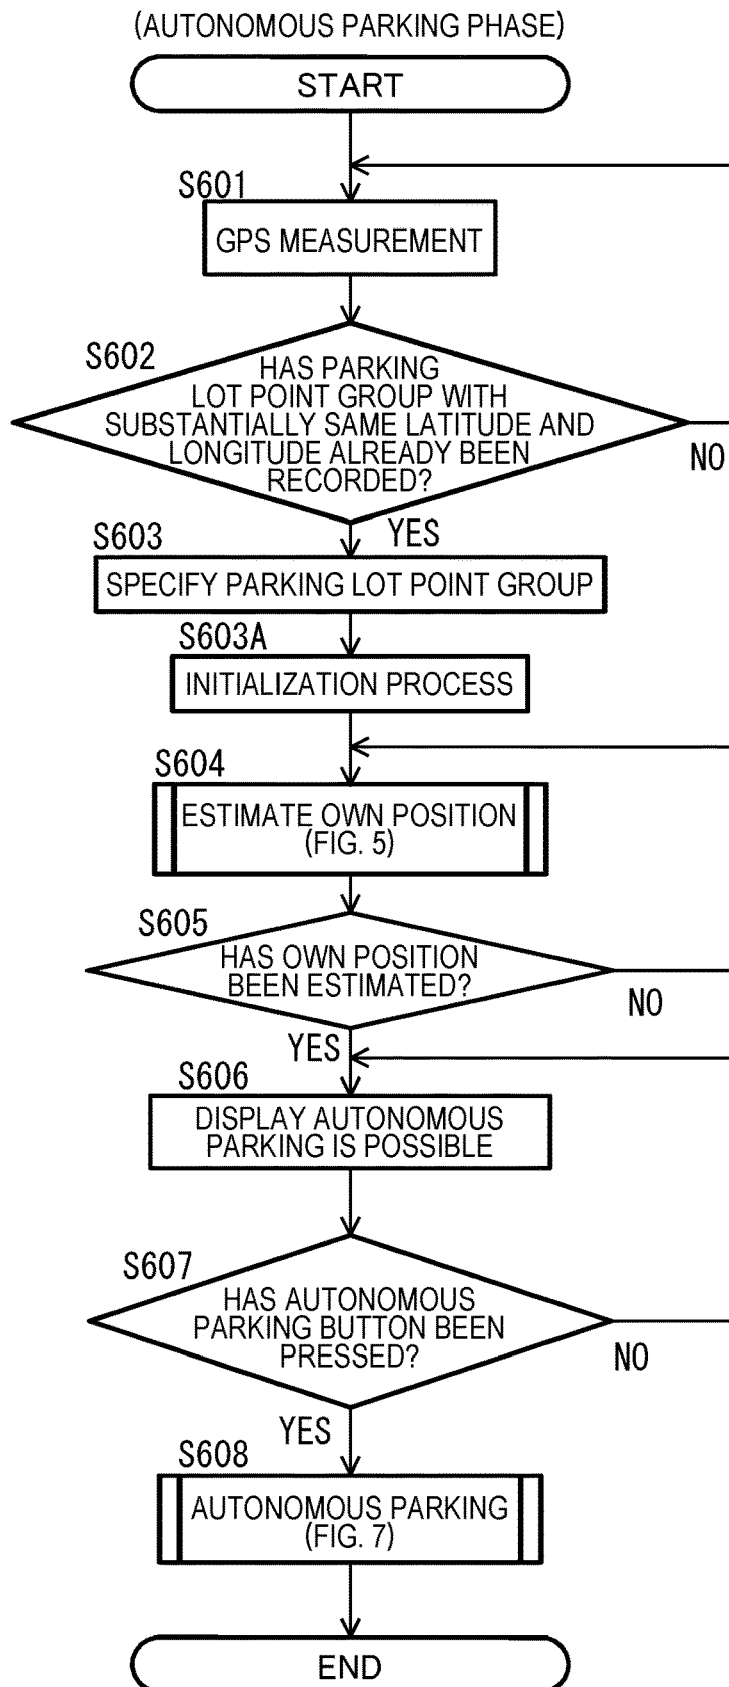 (AUTONOMOUS PARKING PHASE)
START
S601
GPS MEASUREMENT
S602
HAS PARKING
LOT POINT GROUP WITH
SUBSTANTIALLY SAME LATITUDE AND
LONGITUDE ALREADY BEEN
RECORDED?
NO
YES
S603
SPECIFY PARKING LOT POINT GROUP
S603A
INITIALIZATION PROCESS
S604
ESTIMATE OWN POSITION
(FIG. 5)
S605
HAS OWN POSITION
BEEN ESTIMATED?
NO
YES
S606
DISPLAY AUTONOMOUS
PARKING IS POSSIBLE
S607
HAS AUTONOMOUS
PARKING BUTTON BEEN
PRESSED?
NO
YES
S608
AUTONOMOUS PARKING
(FIG. 7)
END